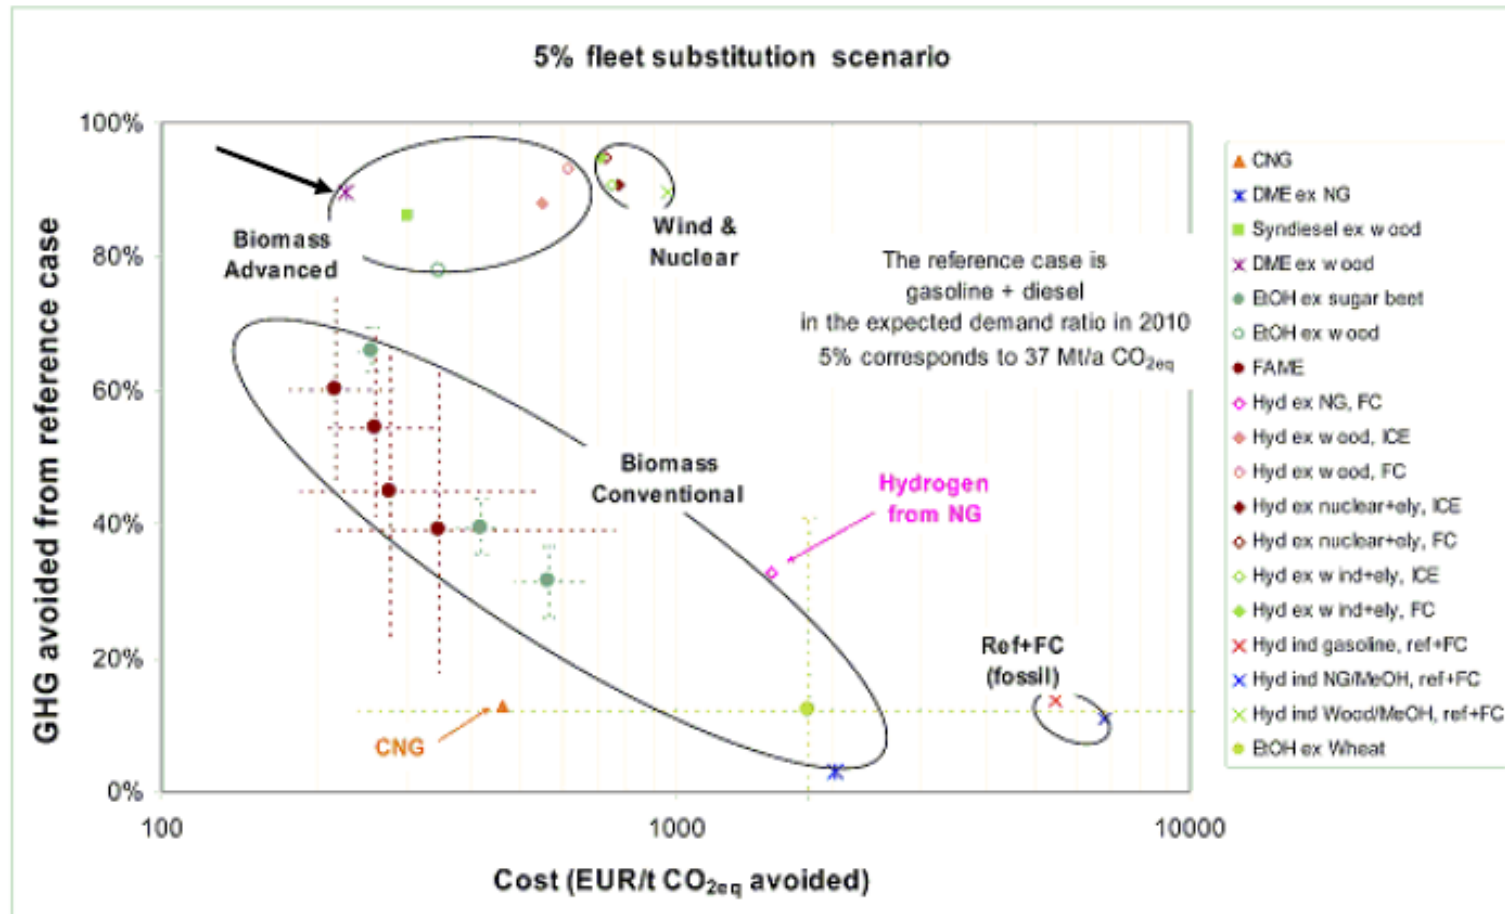 5% fleet substitution scenario
GHG avoided from reference case
100%
80%
60%
40%
20%
0%
100
1000
10000
Cost (EUR/t CO2eq avoided)
Biomass
Advanced
Wind &
Nuclear
The reference case is
gasoline + diesel
in the expected demand ratio in 2010
5% corresponds to 37 Mt/a CO2eq
Biomass
Conventional
Hydrogen
from NG
Ref+FC
(fossil)
CNG
CNG
DME ex NG
Syndiesel ex wood
DME ex wood
EtOH ex sugar beet
EtOH ex wood
FAME
Hyd ex NG, FC
Hyd ex wood, ICE
Hyd ex wood, FC
Hyd ex nuclear+ely, ICE
Hyd ex nuclear+ely, FC
Hyd ex wind+ely, ICE
Hyd ex wind+ely, FC
Hyd ind gasoline, ref+FC
Hyd ind NG/MeOH, ref+FC
Hyd ind Wood/MeOH, ref+FC
EtOH ex Wheat